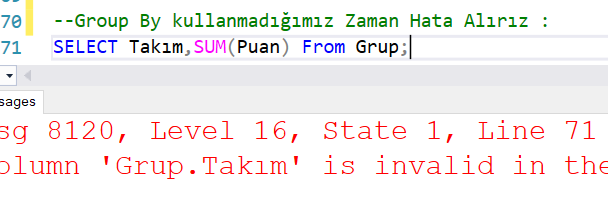 70 --Group By kullanmadığımız Zaman Hata Alırız :
71 SELECT Takım,SUM(Puan) From Grup;
sages
sg 8120, Level 16, State 1, Line 71
olumn 'Grup.Takım' is invalid in the